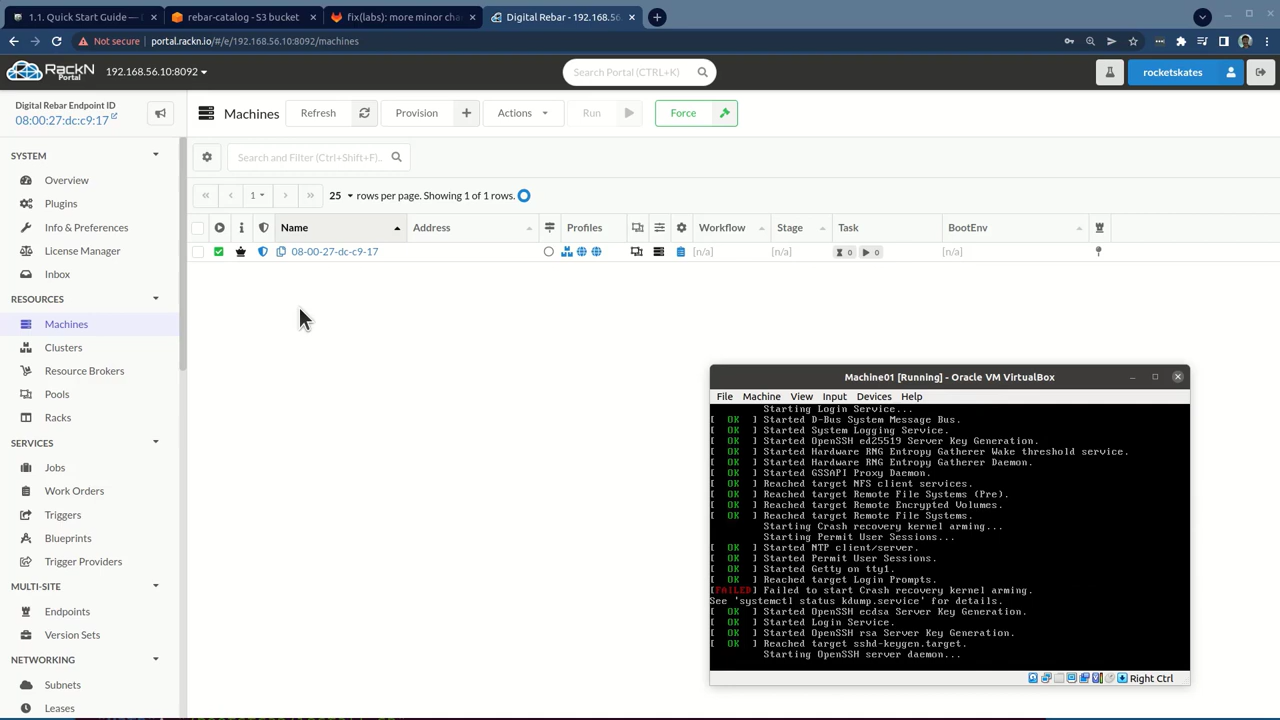 1.1. Quick Start Guide —
rebar-catalog - S3 bucket
fix(labs): more minor cha
Digital Rebar - 192.168.56
Not secure
portal.rackn.io/#/e/192.168.56.10:8092/machines
RackN
Portal
192.168.56.10:8092
Search Portal (CTRL+K)
rocketskates
Digital Rebar Endpoint ID
08:00:27:dc:c9:17
Machines
Refresh
Provision
Actions
Run
Force
SYSTEM
Overview
Plugins
Info & Preferences
License Manager
Inbox
RESOURCES
Machines
Clusters
Resource Brokers
Pools
Racks
SERVICES
Jobs
Work Orders
Triggers
Blueprints
Trigger Providers
MULTI-SITE
Endpoints
Version Sets
NETWORKING
Subnets
Leases
Search and Filter (Ctrl+Shift+F)..
1
25 rows per page. Showing 1 of 1 rows.
Name Address Profiles Workflow Stage Task BootEnv
08-00-27-dc-c9-17 [n/a] [n/a] 0 0 [n/a]
Machine01 [Running] - Oracle VM VirtualBox
File Machine View Input Devices Help
Starting Login Service...
[ OK ] Started D-Bus System Message Bus.
[ OK ] Started System Logging Service.
[ OK ] Started OpenSSH ed25519 Server Key Generation.
[ OK ] Started Hardware RNG Entropy Gatherer Wake threshold service.
[ OK ] Started Hardware RNG Entropy Gatherer Daemon.
[ OK ] Started GSSAPI Proxy Daemon.
[ OK ] Reached target NFS client services.
[ OK ] Reached target Remote File Systems (Pre).
[ OK ] Reached target Remote Encrypted Volumes.
[ OK ] Reached target Remote File Systems.
Starting Crash recovery kernel arming...
Starting Permit User Sessions...
[ OK ] Started NTP client/server.
[ OK ] Started Permit User Sessions.
[ OK ] Started Getty on tty1.
[ OK ] Reached target Login Prompts.
[FAILED] Failed to start Crash recovery kernel arming.
See 'systemctl status kdump.service' for details.
[ OK ] Started OpenSSH ecdsa Server Key Generation.
[ OK ] Started Login Service.
[ OK ] Started OpenSSH rsa Server Key Generation.
[ OK ] Reached target sshd-keygen.target.
Starting OpenSSH server daemon...
Right Ctrl